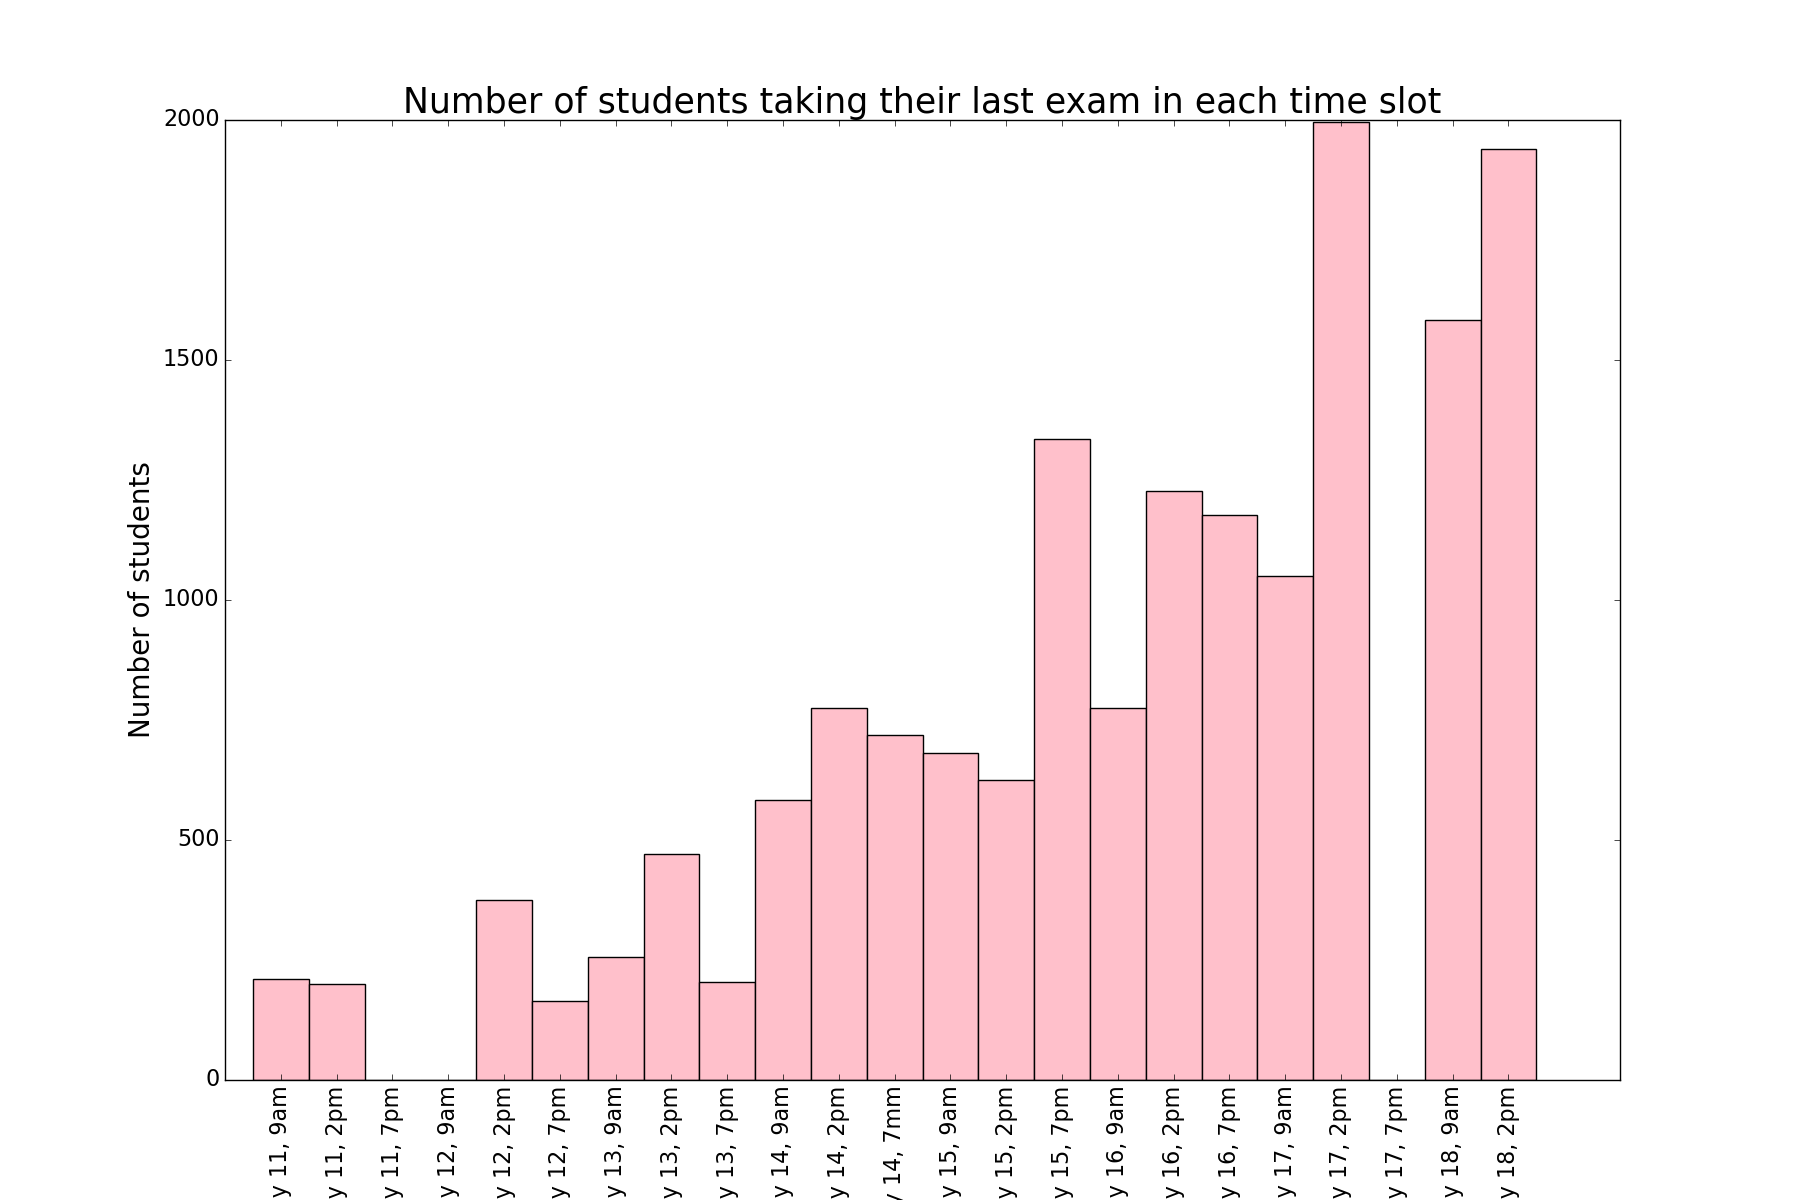 Number of students taking their last exam in each time slot
Number of students
2000
1500
1000
500
0
y 11, 9am
y 11, 2pm
y 11, 7pm
y 12, 9am
y 12, 2pm
y 12, 7pm
y 13, 9am
y 13, 2pm
y 13, 7pm
y 14, 9am
y 14, 2pm
y 14, 7mm
y 15, 9am
y 15, 2pm
y 15, 7pm
y 16, 9am
y 16, 2pm
y 16, 7pm
y 17, 9am
y 17, 2pm
y 17, 7pm
y 18, 9am
y 18, 2pm